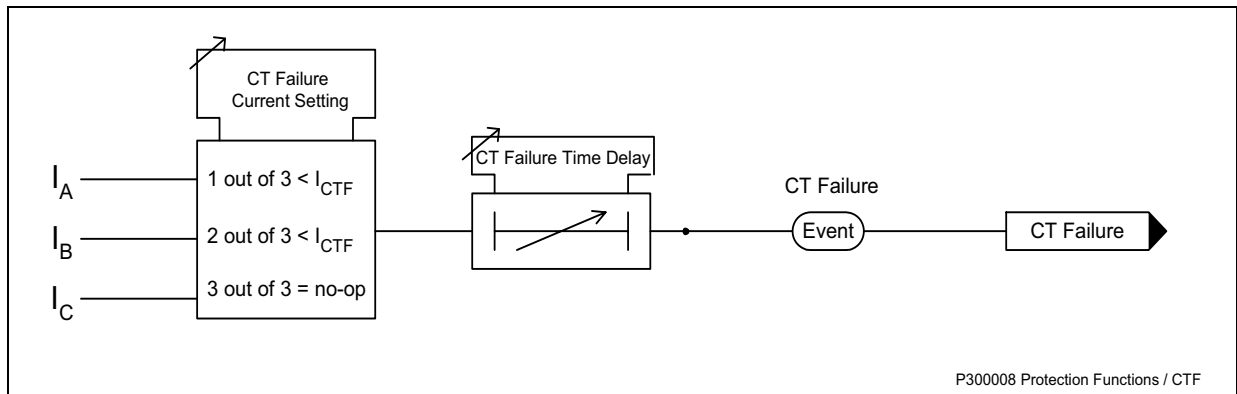 CT Failure
Current Setting
I_A
1 out of 3 < I_CTF
CT Failure Time Delay
CT Failure
I_B
2 out of 3 < I_CTF
Event
CT Failure
I_C
3 out of 3 = no-op
P300008 Protection Functions / CTF